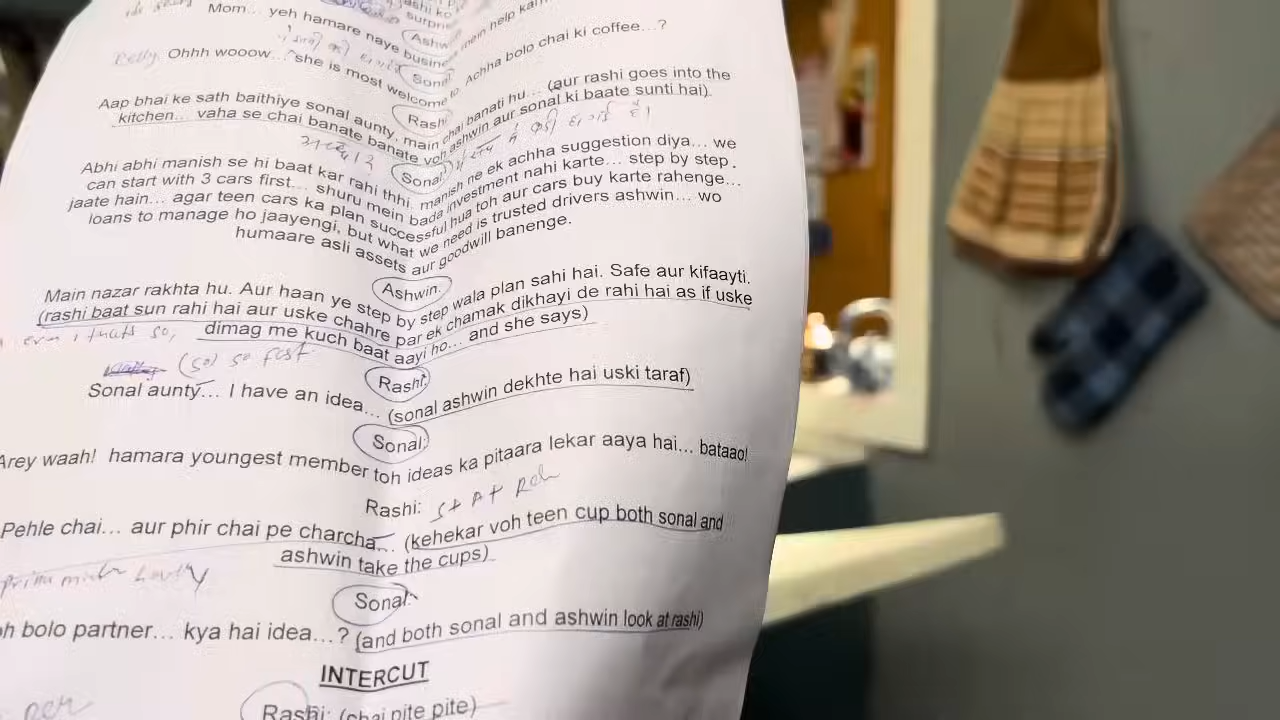 Mom... yeh hamare naye
Ashw
Ohhh wooow... she is most welcome
Sonal
Achha bolo chai ki coffee...?
Rashi
Aap bhai ke sath baithiye sonal aunty, main chai banati hu... (aur rashi goes into the
kitchen... vaha se chai banate banate voh ashwin aur sonal ki baate sunti hai).
Sonal
Abhi abhi manish se hi baat kar rahi thhi, manish ne ek achha suggestion diya... we
can start with 3 cars first... shuru mein bada investment nahi karte... step by step.
jaate hain... agar teen cars ka plan successful hua toh aur cars buy karte rahenge...
loans to manage ho jaayengi, but what we need is trusted drivers ashwin... wo
humaare asli assets aur goodwill banenge.
Ashwin:
Main nazar rakhta hu. Aur haan ye step by step wala plan sahi hai. Safe aur kifaayti.
(rashi baat sun rahi hai aur uske chahre par ek chamak dikhayi de rahi hai as if uske
dimag me kuch baat aayi ho... and she says)
so fast
Rashi:
Sonal aunty... I have an idea... (sonal ashwin dekhte hai uski taraf)
Sonal:
Arey waah! hamara youngest member toh ideas ka pitaara lekar aaya hai... bataao!
Rashi:
Pehle chai... aur phir chai pe charcha... (kehekar voh teen cup both sonal and
ashwin take the cups)
Sonal:
oh bolo partner... kya hai idea...? (and both sonal and ashwin look at rashi)
INTERCUT
Rashi: (chai pite pite)